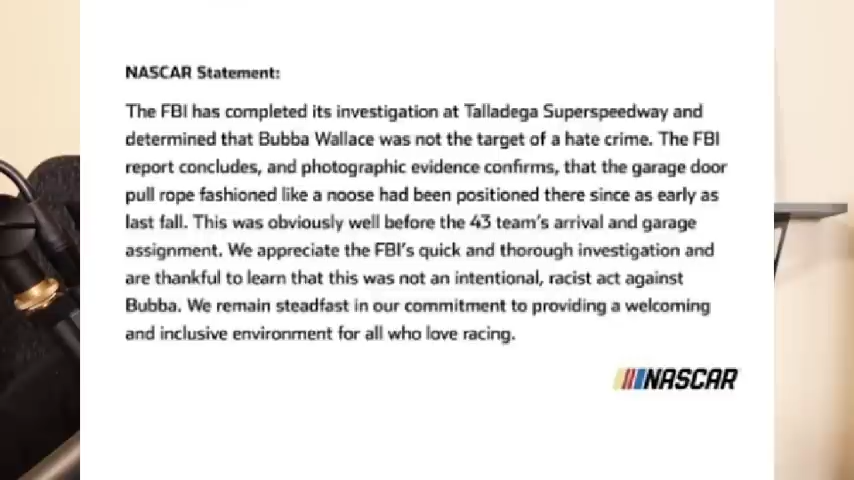 NASCAR Statement:
The FBI has completed its investigation at Talladega Superspeedway and
determined that Bubba Wallace was not the target of a hate crime. The FBI
report concludes, and photographic evidence confirms, that the garage door
pull rope fashioned like a noose had been positioned there since as early as
last fall. This was obviously well before the 43 team's arrival and garage
assignment. We appreciate the FBI's quick and thorough investigation and
are thankful to learn that this was not an intentional, racist act against
Bubba. We remain steadfast in our commitment to providing a welcoming
and inclusive environment for all who love racing.
NASCAR